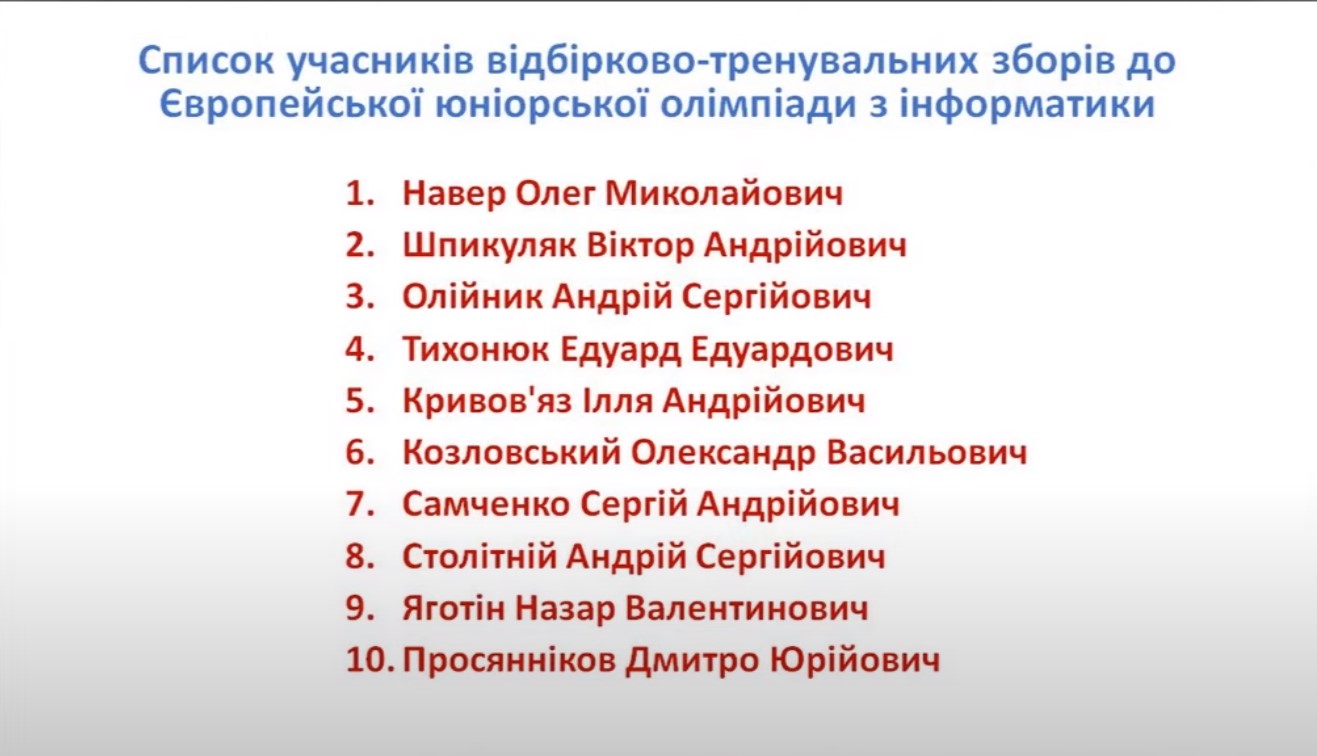 Список учасників відбірково-тренувальних зборів до
Європейської юніорської олімпіади з інформатики
1. Навер Олег Миколайович
2. Шпикуляк Віктор Андрійович
3. Олійник Андрій Сергійович
4. Тихонюк Едуард Едуардович
5. Кривов'яз Ілля Андрійович
6. Козловський Олександр Васильович
7. Самченко Сергій Андрійович
8. Столітній Андрій Сергійович
9. Яготін Назар Валентинович
10. Просянніков Дмитро Юрійович